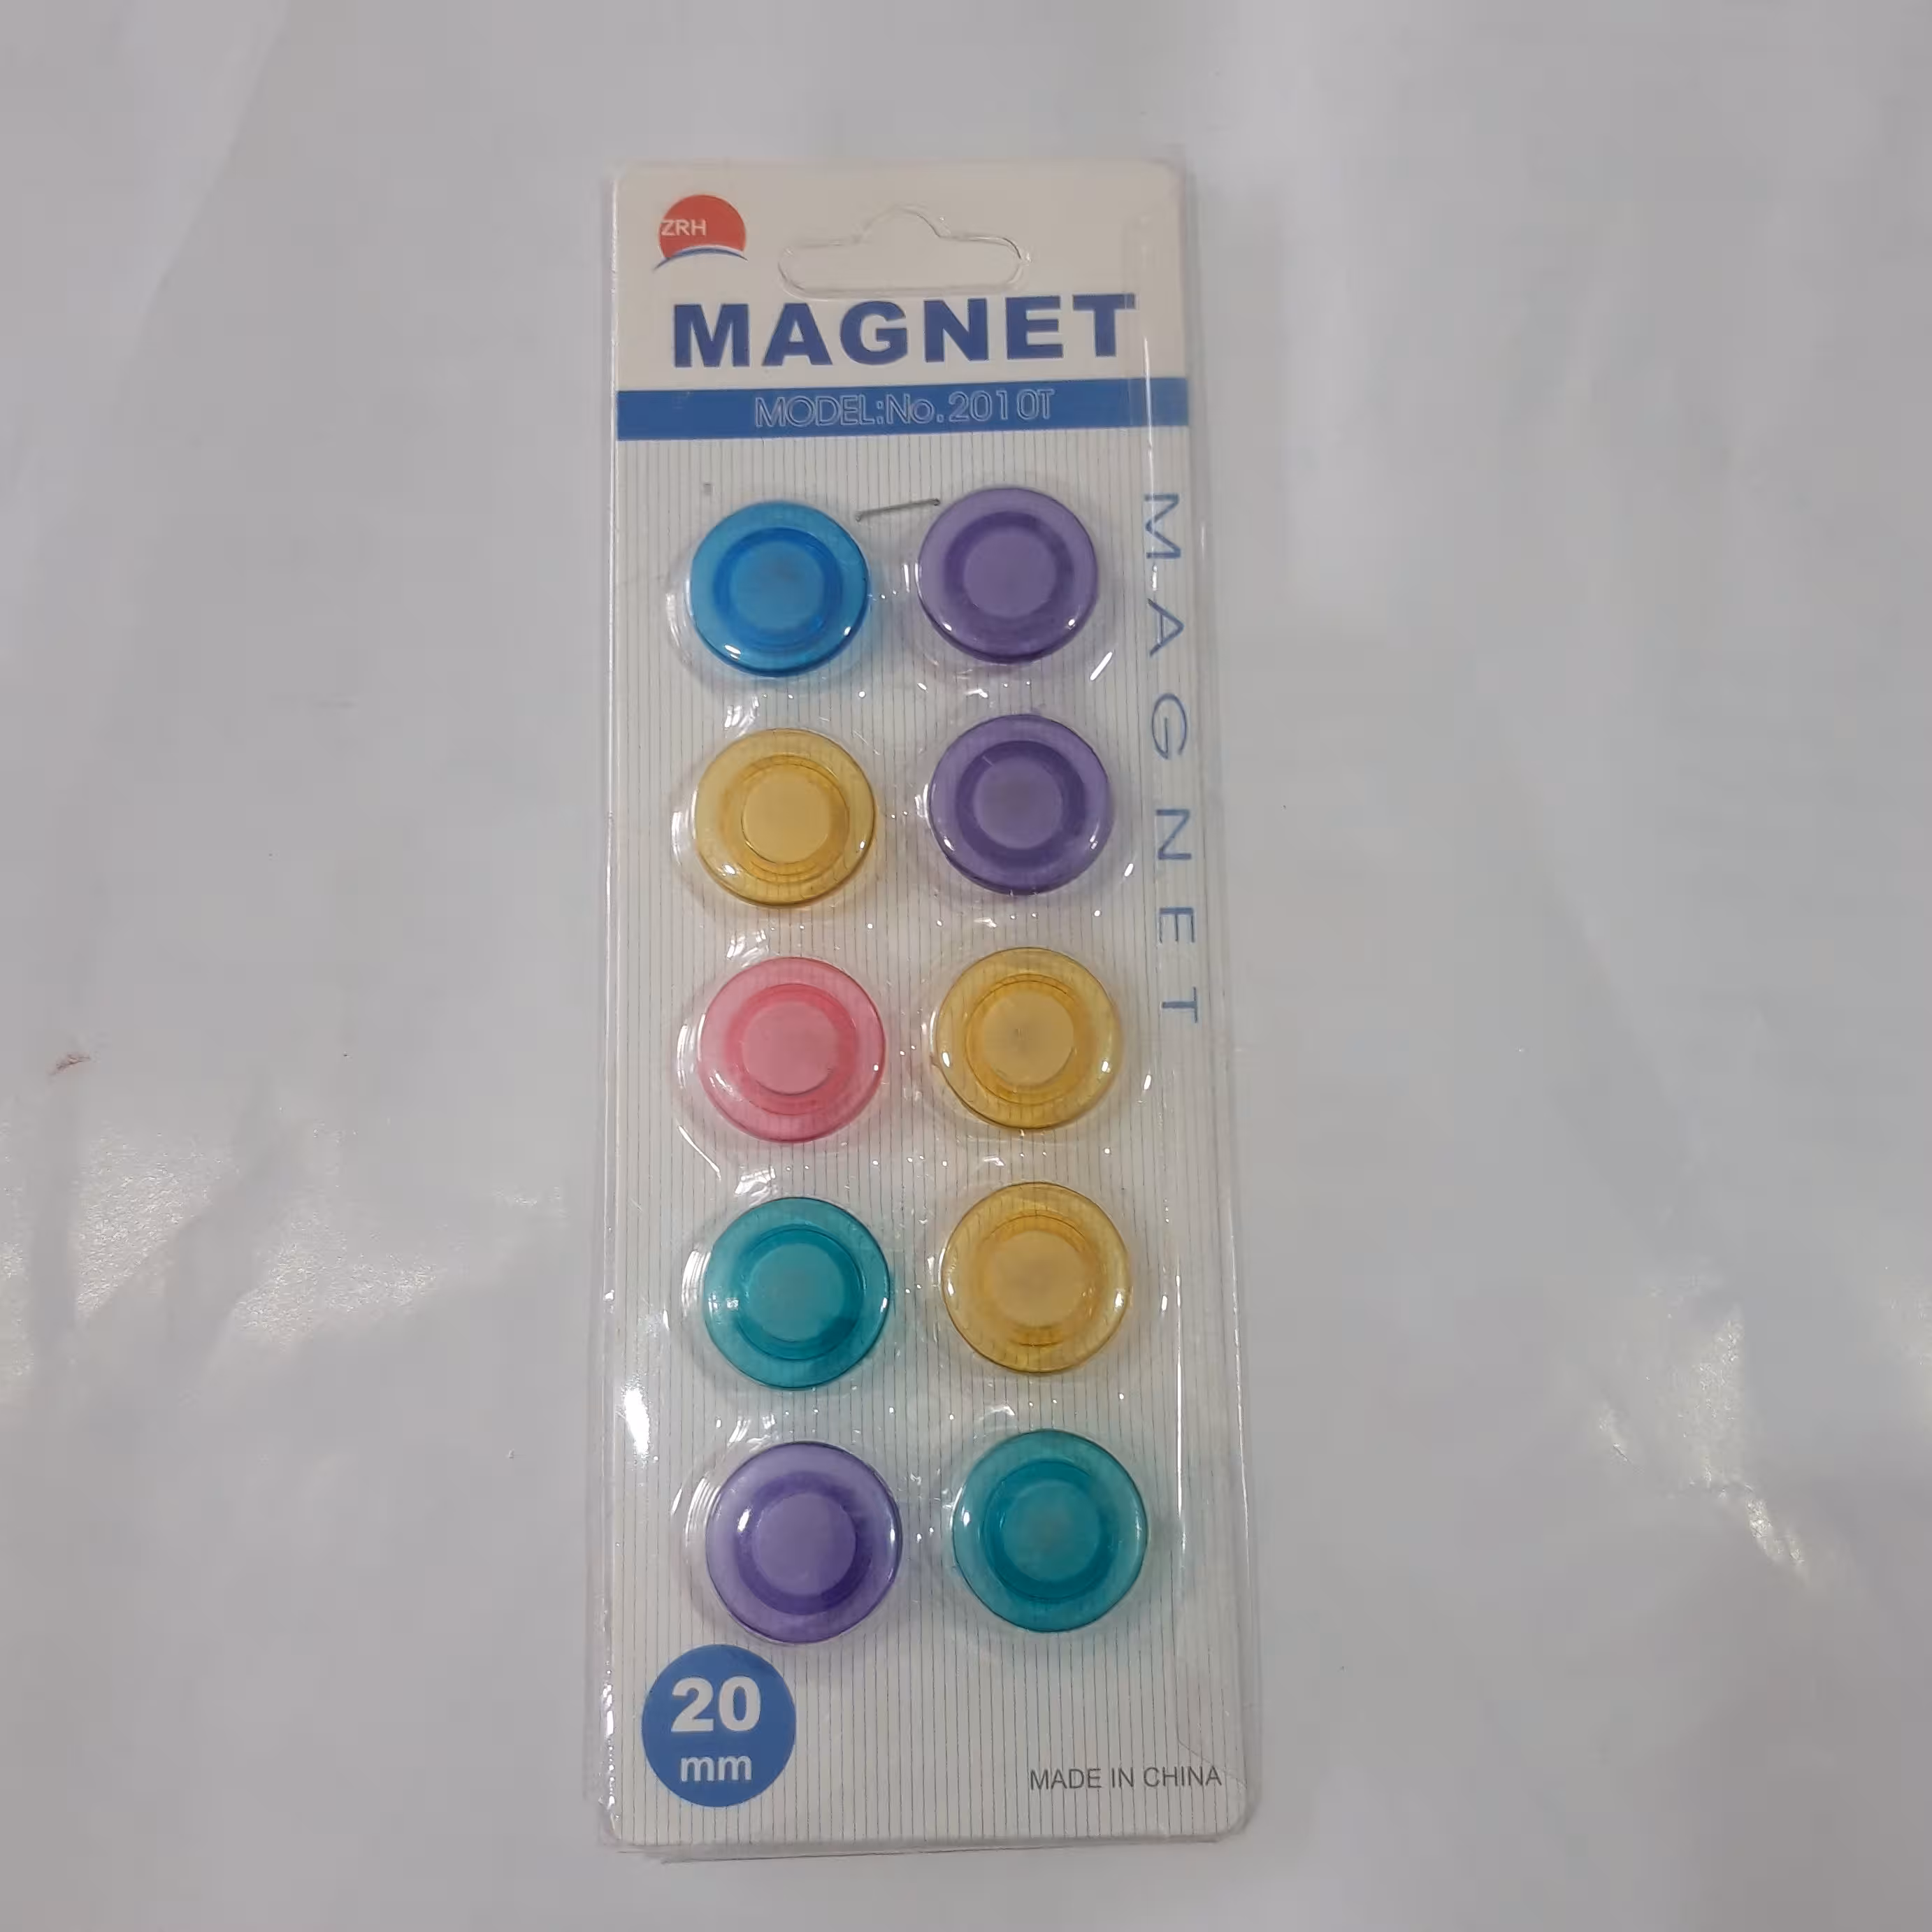 ZRH
MAGNET
MODEL:No.2010T
MAGNET
20
mm
MADE IN CHINA